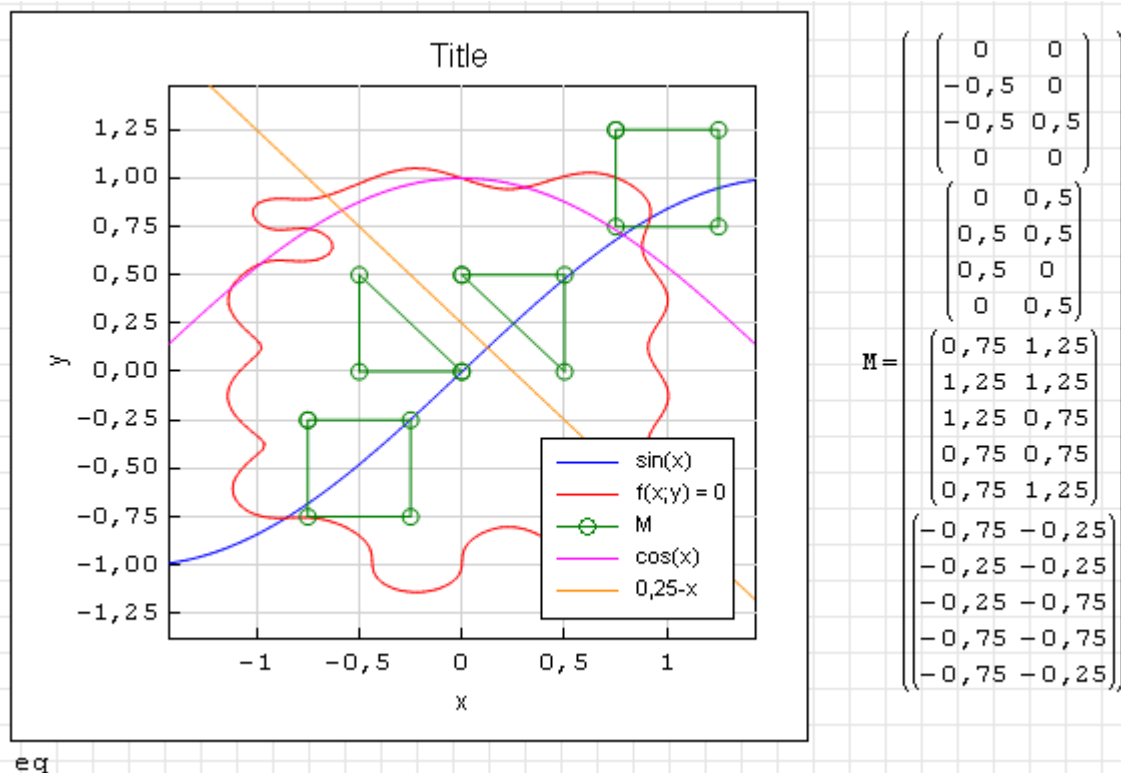 Title
1,25
1,00
0,75
0,50
0,25
0,00
-0,25
-0,50
-0,75
-1,00
-1,25
y
-1 -0,5 0 0,5 1
x
sin(x)
f(x;y) = 0
M
cos(x)
0,25-x
eq
M=
0 0
-0,5 0
-0,5 0,5
0 0
0 0,5
0,5 0,5
0,5 0
0 0,5
0,75 1,25
1,25 1,25
1,25 0,75
0,75 0,75
0,75 1,25
-0,75 -0,25
-0,25 -0,25
-0,25 -0,75
-0,75 -0,75
-0,75 -0,25